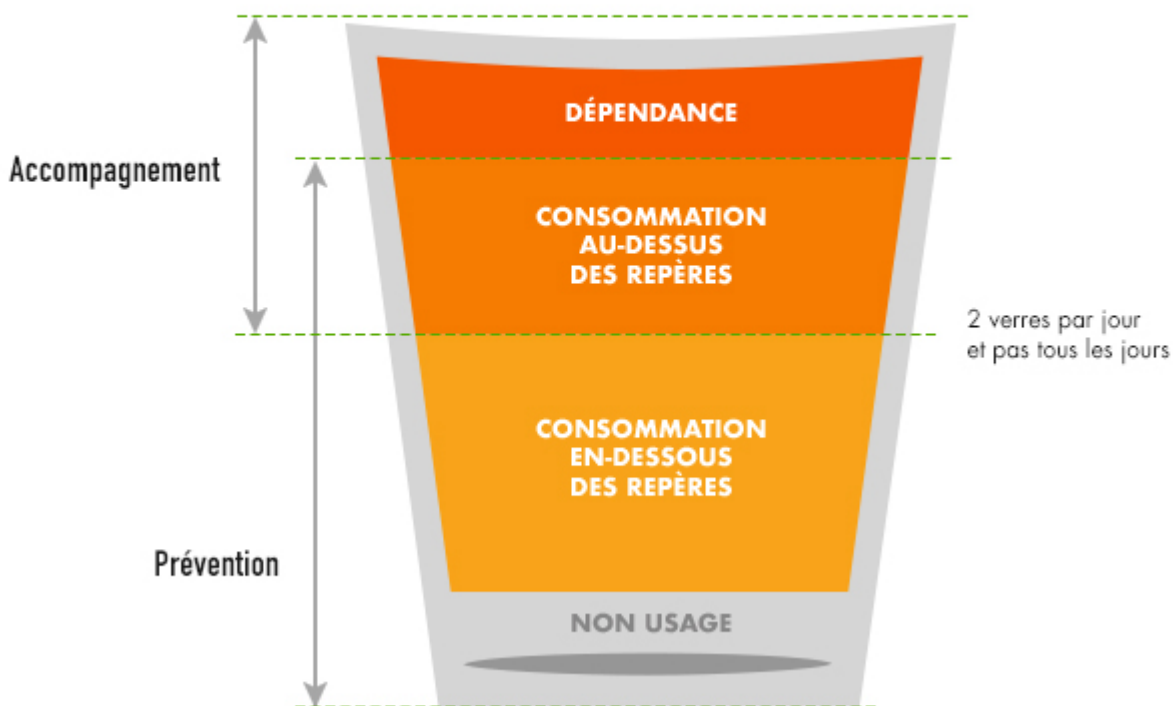 DÉPENDANCE
Accompagnement
CONSOMMATION
AU-DESSUS
DES REPÈRES
2 verres par jour
et pas tous les jours
CONSOMMATION
EN-DESSOUS
DES REPÈRES
Prévention
NON USAGE